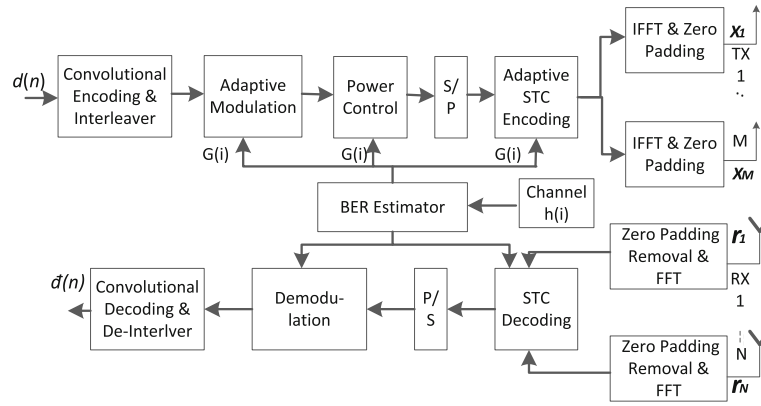 d(n)
Convolutional
Encoding &
Interleaver
Adaptive
Modulation
Power
Control
S/
P
Adaptive
STC
Encoding
IFFT & Zero
Padding
x1
TX
1
IFFT & Zero
Padding
M
xM
G(i)
G(i)
G(i)
BER Estimator
Channel
h(i)
đ(n)
Convolutional
Decoding &
De-Interlver
Demodu-
lation
P/
S
STC
Decoding
Zero Padding
Removal &
FFT
r1
RX
1
Zero Padding
Removal &
FFT
N
rN